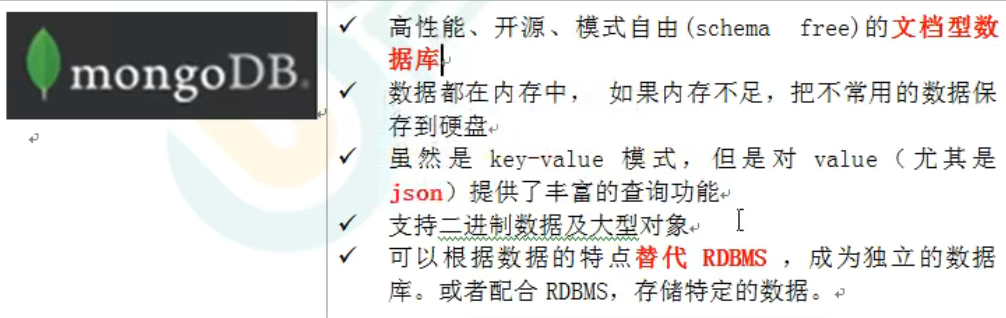 mongoDB.
高性能、开源、模式自由(schema free)的文档型数
据库
数据都在内存中， 如果内存不足，把不常用的数据保
存到硬盘
虽然是 key-value 模式，但是对 value（尤其是
json）提供了丰富的查询功能
支持二进制数据及大型对象
可以根据数据的特点替代 RDBMS ，成为独立的数据
库。或者配合 RDBMS，存储特定的数据。